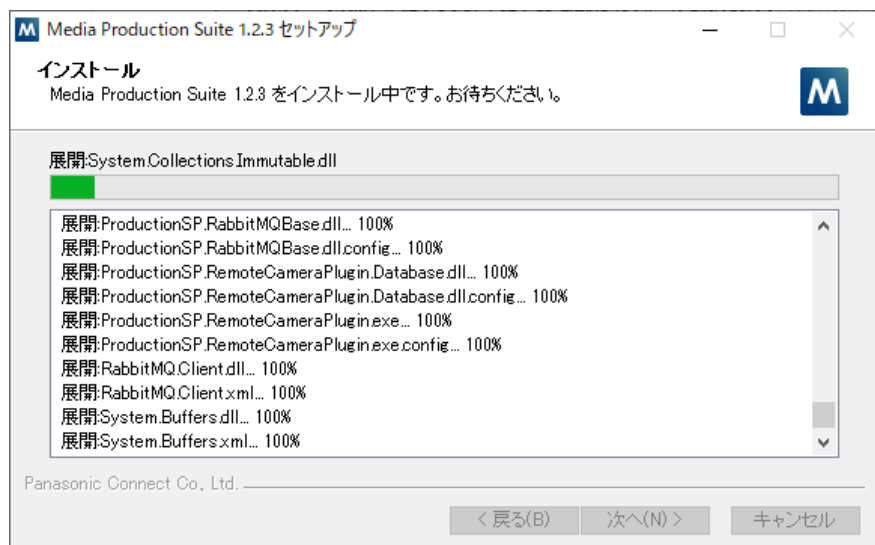 M Media Production Suite 1.2.3 セットアップ
インストール
Media Production Suite 1.2.3 をインストール中です。お待ちください。
M
展開:System.Collections.Immutable.dll
展開:ProductionSP.RabbitMQBase.dll... 100%
展開:ProductionSP.RabbitMQBase.dll.config... 100%
展開:ProductionSP.RemoteCameraPlugin.Database.dll... 100%
展開:ProductionSP.RemoteCameraPlugin.Database.dll.config... 100%
展開:ProductionSP.RemoteCameraPlugin.exe... 100%
展開:ProductionSP.RemoteCameraPlugin.exe.config... 100%
展開:RabbitMQ.Client.dll... 100%
展開:RabbitMQ.Client.xml... 100%
展開:System.Buffers.dll... 100%
展開:System.Buffers.xml... 100%
Panasonic Connect Co., Ltd.
< 戻る(B) 次へ(N) > キャンセル